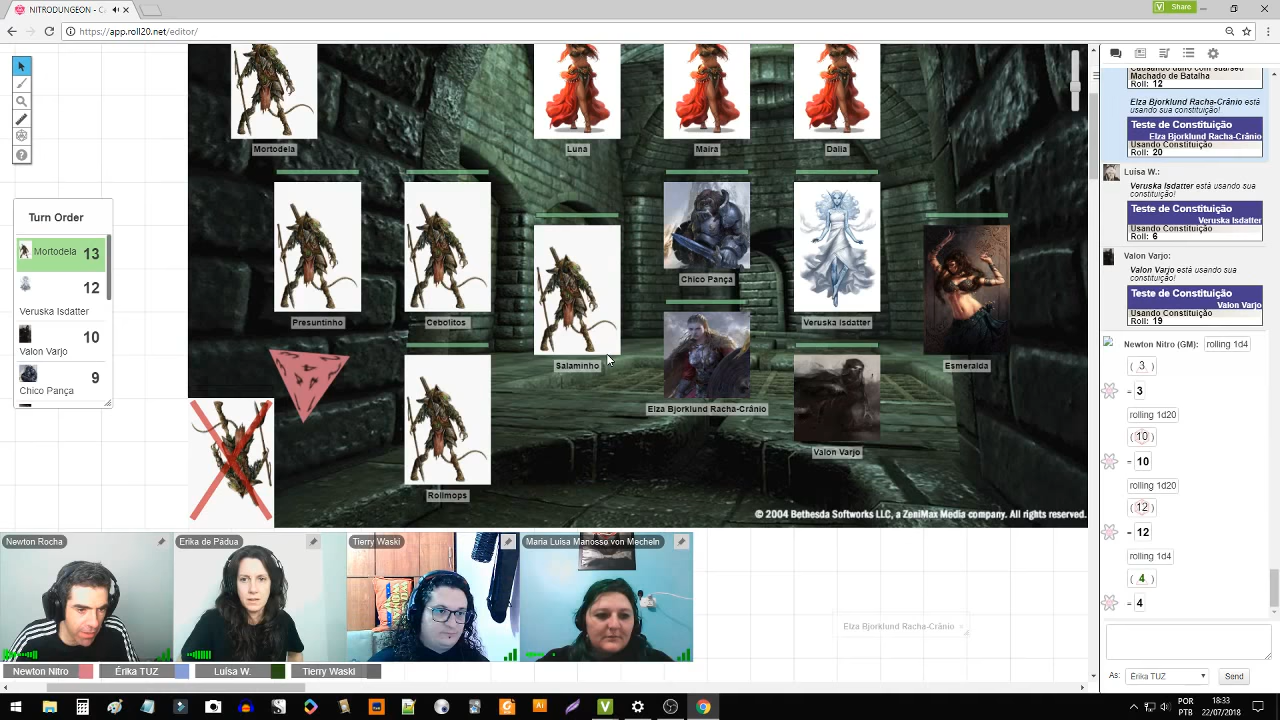 NITRODUNGEON - C
Share
https://app.roll20.net/editor/
Turn Order
Mortodela 13
12
Veruska Isdatter
10
Valon Varjo
9
Chico Pança
Mortodela
Luna
Maira
Dalia
Presuntinho
Cebolitos
Salaminho
Chico Pança
Veruska Isdatter
Esmeralda
Elza Bjorklund Racha-Crânio
Valon Varjo
Rollmops
© 2004 Bethesda Softworks LLC, a ZeniMax Media company. All rights reserved.
Newton Rocha
Erika de Pádua
Tierry Waski
Maria Luísa Manosso von Mecheln
Newton Nitro
Érika TUZ
Luísa W.
Tierry Waski
Elza Bjorklund Racha-Crânio ×
Machado de Batalha
Roll: 12
Elza Bjorklund Racha-Crânio está
usando sua constituição!
Teste de Constituição
Elza Bjorklund Racha-Crânio
Usando Constituição
Roll: 20
Luísa W.:
Veruska Isdatter está usando sua
constituição!
Teste de Constituição
Veruska Isdatter
Usando Constituição
Roll: 6
Valon Varjo:
Valon Varjo está usando sua
constituição!
Teste de Constituição
Valon Varjo
Usando Constituição
Roll: 19
Newton Nitro (GM): rolling 1d4
( 3 )
= 3
rolling 1d20
( 10 )
= 10
rolling 1d20
( 12 )
= 12
rolling 1d4
( 4 )
= 4
As: Érika TUZ Send
POR
PTB
18:33
22/07/2018